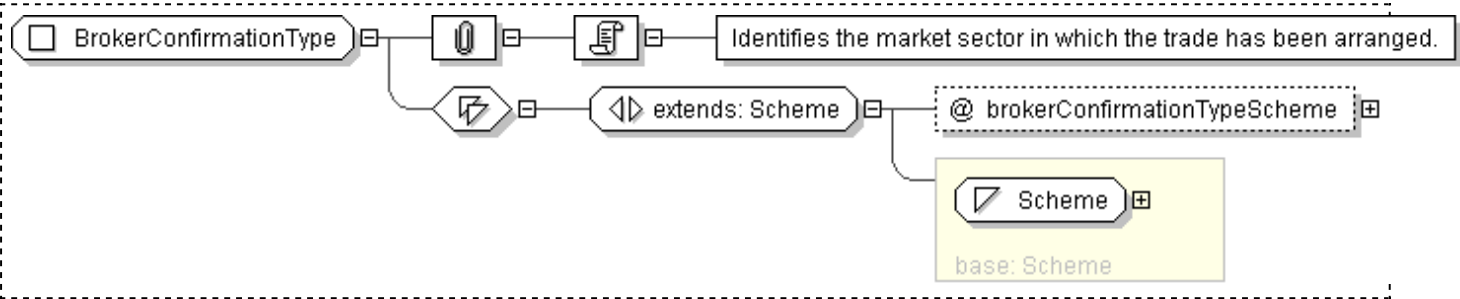 BrokerConfirmationType
Identifies the market sector in which the trade has been arranged.
extends: Scheme
@ brokerConfirmationTypeScheme
Scheme
base: Scheme